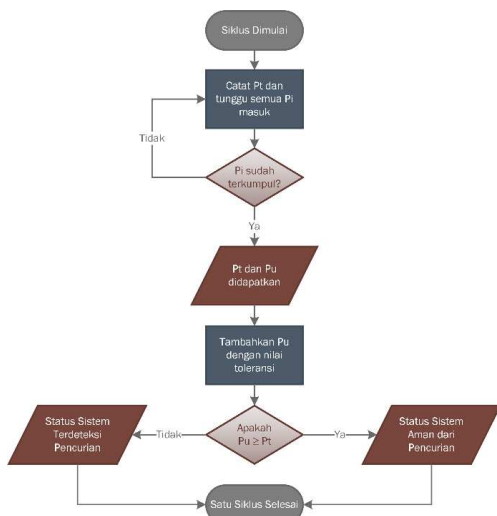 Siklus Dimulai
Catat Pt dan
tunggu semua Pi
masuk
Tidak
Pi sudah
terkumpul?
Ya
Pt dan Pu
didapatkan
Tambahkan Pu
dengan nilai
toleransi
Status Sistem
Terdeteksi
Pencurian
Tidak
Apakah
Pu ≥ Pt
Ya
Status Sistem
Aman dari
Pencurian
Satu Siklus Selesai